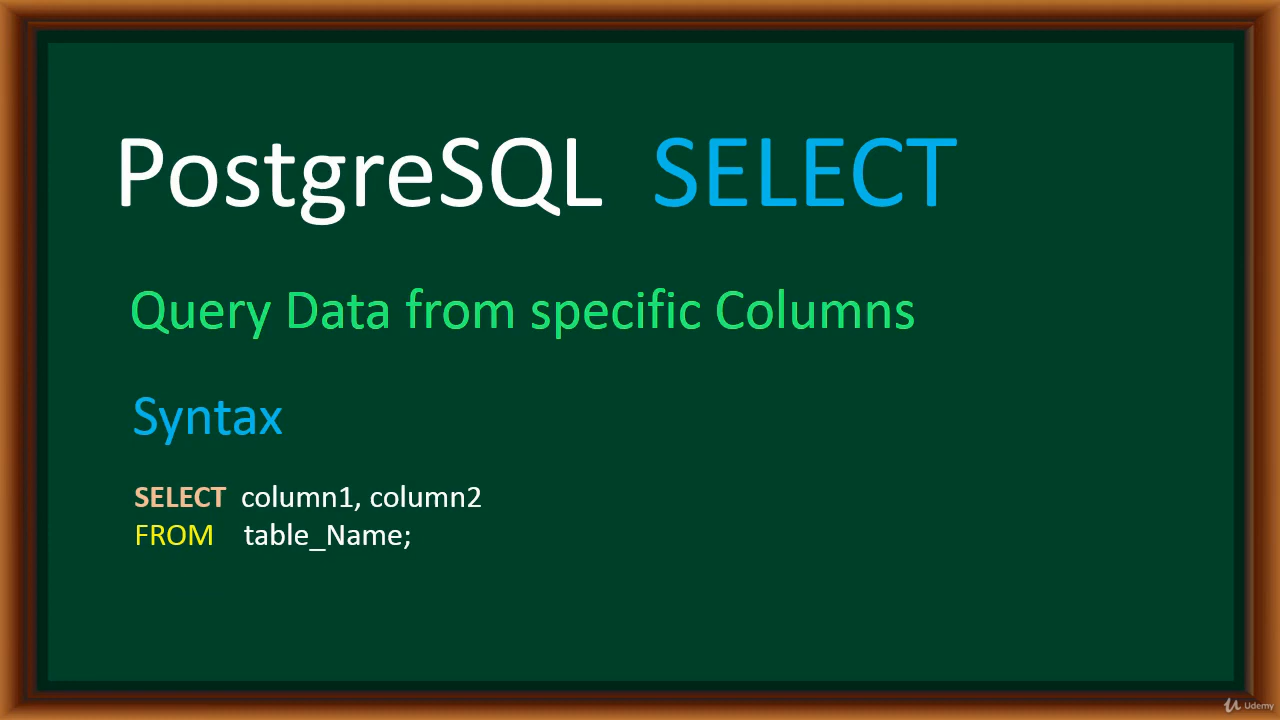 PostgreSQL SELECT
Query Data from specific Columns
Syntax
SELECT column1, column2
FROM table_Name;
Udemy